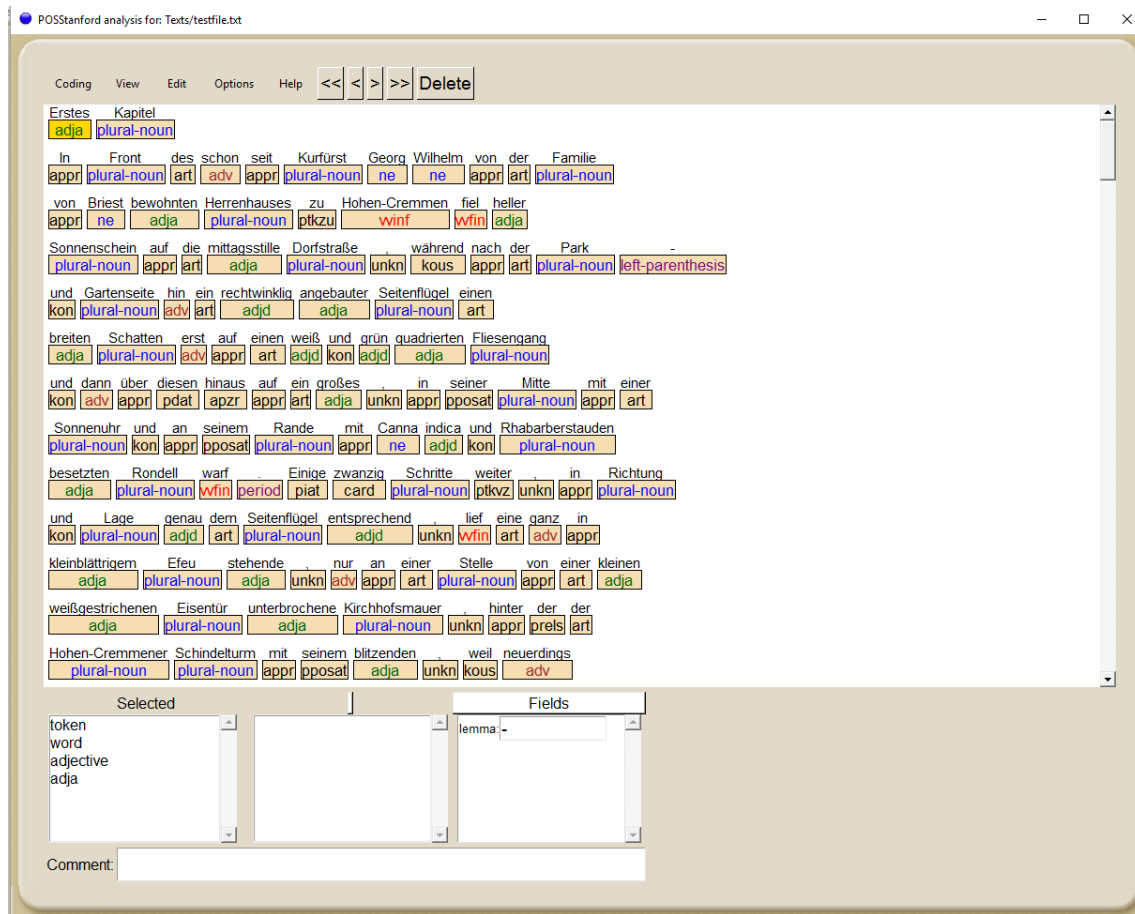 POSStanford analysis for: Texts/testfile.txt
Coding View Edit Options Help << < > >> Delete
Erstes Kapitel
adja plural-noun
In Front des schon seit Kurfürst Georg Wilhelm von der Familie
appr plural-noun art adv appr plural-noun ne ne appr art plural-noun
von Briest bewohnten Herrenhauses zu Hohen-Cremmen fiel heller
appr ne adja plural-noun ptkzu vvinf vvfin adja
Sonnenschein auf die mittagsstille Dorfstraße , während nach der Park -
plural-noun appr art adja plural-noun unkn kous appr art plural-noun left-parenthesis
und Gartenseite hin ein rechtwinklig angebauter Seitenflügel einen
kon plural-noun adv art adjd adja plural-noun art
breiten Schatten erst auf einen weiß und grün quadrierten Fliesengang
adja plural-noun adv appr art adjd kon adjd adja plural-noun
und dann über diesen hinaus auf ein großes , in seiner Mitte mit einer
kon adv appr pdat apzr appr art adja unkn appr pposat plural-noun appr art
Sonnenuhr und an seinem Rande mit Canna indica und Rhabarberstauden
plural-noun kon appr pposat plural-noun appr ne adjd kon plural-noun
besetzten Rondell warf . Einige zwanzig Schritte weiter , in Richtung
adja plural-noun vvfin period piat card plural-noun ptkvz unkn appr plural-noun
und Lage genau dem Seitenflügel entsprechend , lief eine ganz in
kon plural-noun adjd art plural-noun adjd unkn vvfin art adv appr
kleinblättrigem Efeu stehende , nur an einer Stelle von einer kleinen
adja plural-noun adja unkn adv appr art plural-noun appr art adja
weißgestrichenen Eisentür unterbrochene Kirchhofsmauer , hinter der der
adja plural-noun adja plural-noun unkn appr prels art
Hohen-Cremmener Schindelturm mit seinem blitzenden , weil neuerdings
plural-noun plural-noun appr pposat adja unkn kous adv
Selected Fields
token
word
adjective
adja
lemma: -
Comment: